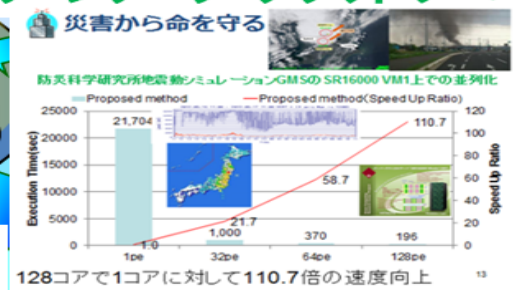 災害から命を守る
防災科学研究所地震動シミュレーションGMSの SR16000 VM1上での並列化
Proposed method
Proposed method(Speed Up Ratio)
25000
20000
15000
10000
5000
0
Execution Time(sec)
120
100
80
60
40
20
0
Speed Up Ratio
21,704
1,000
370
196
1.0
21.7
58.7
110.7
1pe
32pe
64pe
128pe
128コアで1コアに対して110.7倍の速度向上
13